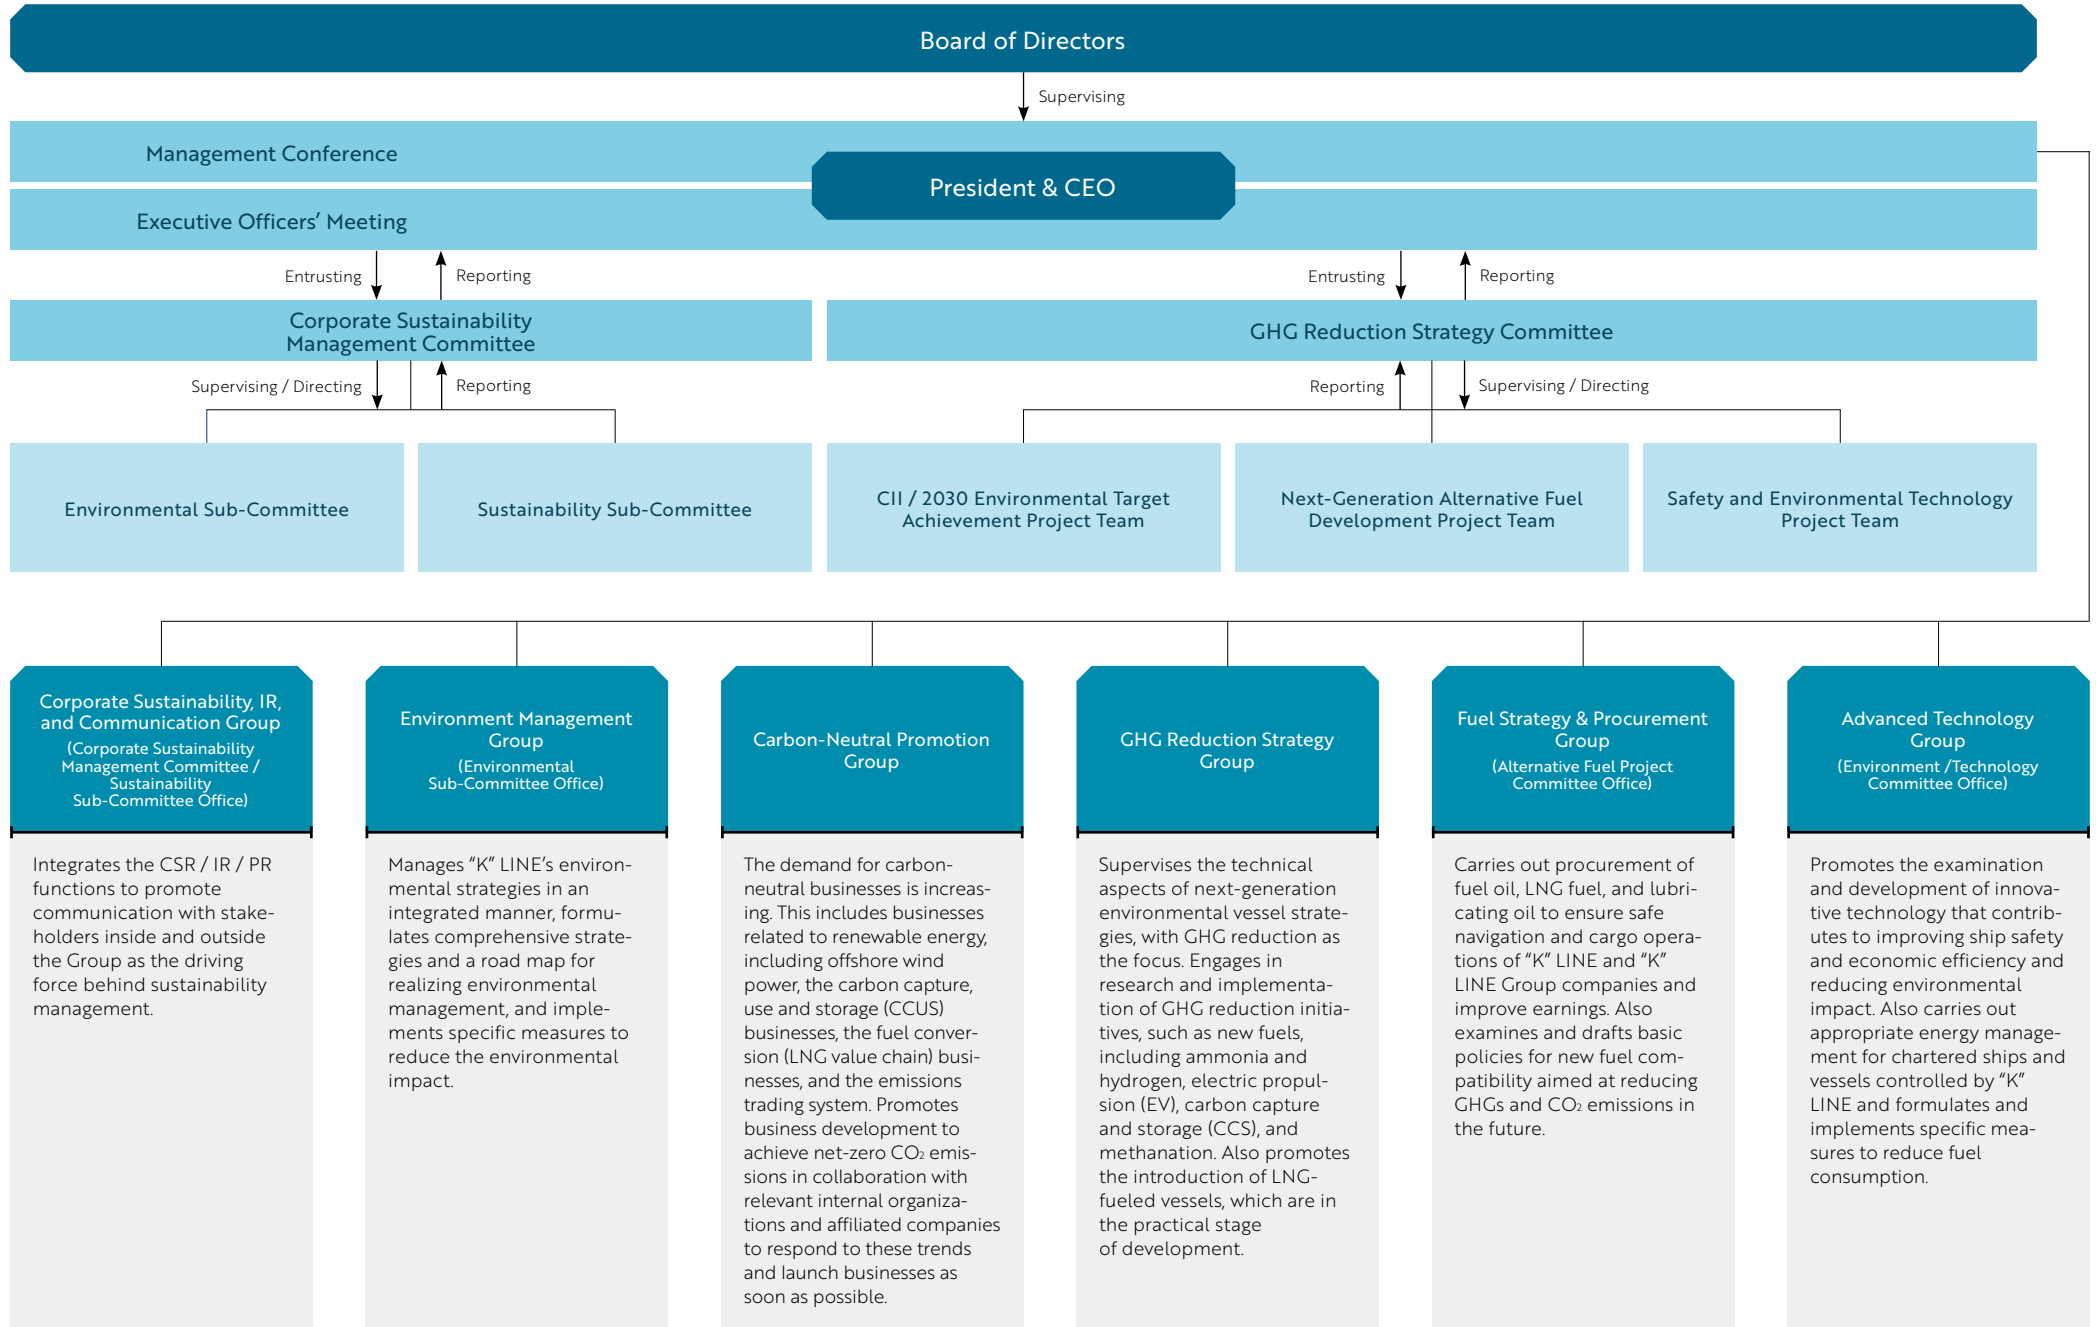 Board of Directors
Supervising
Management Conference
President & CEO
Executive Officers’ Meeting
Entrusting
Reporting
Entrusting
Reporting
Corporate Sustainability
Management Committee
GHG Reduction Strategy Committee
Supervising / Directing
Reporting
Reporting
Supervising / Directing
Environmental Sub-Committee
Sustainability Sub-Committee
CII / 2030 Environmental Target
Achievement Project Team
Next-Generation Alternative Fuel
Development Project Team
Safety and Environmental Technology
Project Team
Corporate Sustainability, IR,
and Communication Group
(Corporate Sustainability
Management Committee /
Sustainability
Sub-Committee Office)
Integrates the CSR / IR / PR
functions to promote
communication with stake-
holders inside and outside
the Group as the driving
force behind sustainability
management.
Environment Management
Group
(Environmental
Sub-Committee Office)
Manages “K” LINE’s environ-
mental strategies in an
integrated manner, formu-
lates comprehensive strate-
gies and a road map for
realizing environmental
management, and imple-
ments specific measures to
reduce the environmental
impact.
Carbon-Neutral Promotion
Group
The demand for carbon-
neutral businesses is increas-
ing. This includes businesses
related to renewable energy,
including offshore wind
power, the carbon capture,
use and storage (CCUS)
businesses, the fuel conver-
sion (LNG value chain) busi-
nesses, and the emissions
trading system. Promotes
business development to
achieve net-zero CO₂ emis-
sions in collaboration with
relevant internal organiza-
tions and affiliated companies
to respond to these trends
and launch businesses as
soon as possible.
GHG Reduction Strategy
Group
Supervises the technical
aspects of next-generation
environmental vessel strate-
gies, with GHG reduction as
the focus. Engages in
research and implementa-
tion of GHG reduction initia-
tives, such as new fuels,
including ammonia and
hydrogen, electric propul-
sion (EV), carbon capture
and storage (CCS), and
methanation. Also promotes
the introduction of LNG-
fueled vessels, which are in
the practical stage
of development.
Fuel Strategy & Procurement
Group
(Alternative Fuel Project
Committee Office)
Carries out procurement of
fuel oil, LNG fuel, and lubri-
cating oil to ensure safe
navigation and cargo opera-
tions of “K” LINE and “K”
LINE Group companies and
improve earnings. Also
examines and drafts basic
policies for new fuel com-
patibility aimed at reducing
GHGs and CO₂ emissions in
the future.
Advanced Technology
Group
(Environment /Technology
Committee Office)
Promotes the examination
and development of innova-
tive technology that contrib-
utes to improving ship safety
and economic efficiency and
reducing environmental
impact. Also carries out
appropriate energy manage-
ment for chartered ships and
vessels controlled by “K”
LINE and formulates and
implements specific mea-
sures to reduce fuel
consumption.